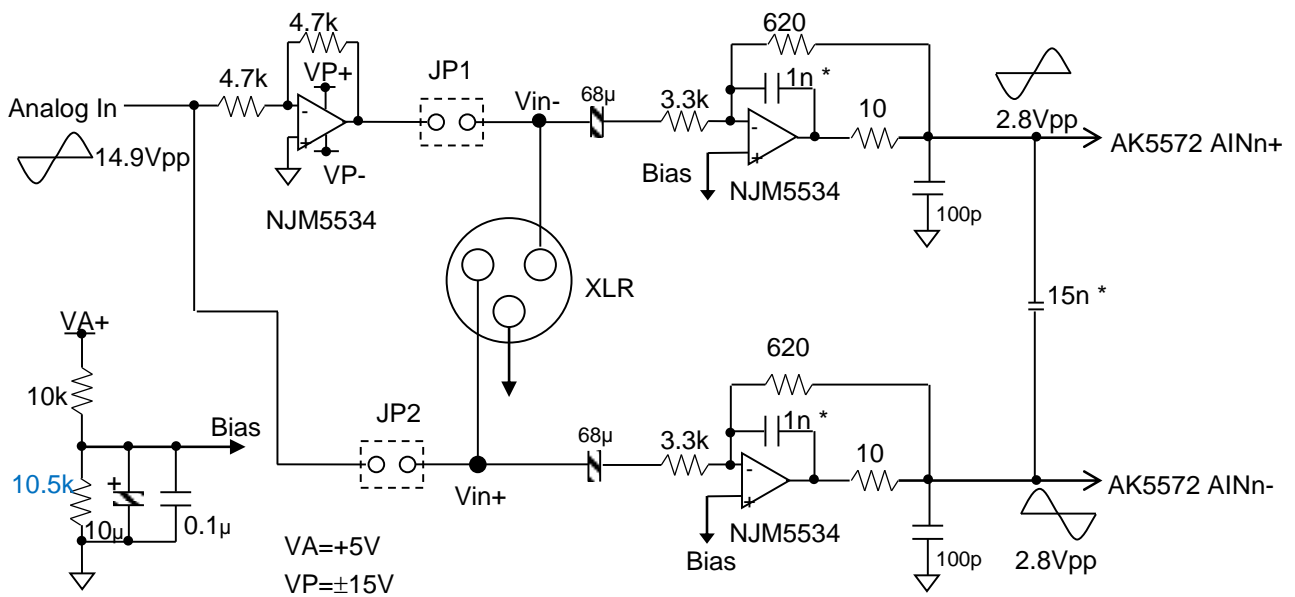 4.7k
620
VP+
JP1
1n *
4.7k
Vin-
68µ
3.3k
10
2.8Vpp
Analog In
-
+
-
+
AK5572 AINn+
14.9Vpp
VP-
Bias
NJM5534
NJM5534
100p
XLR
15n *
VA+
620
10k
JP2
1n *
Bias
68µ
3.3k
10
10.5k
+
-
+
AK5572 AINn-
Vin+
10µ
0.1µ
NJM5534
VA=+5V
Bias
100p
2.8Vpp
VP=±15V